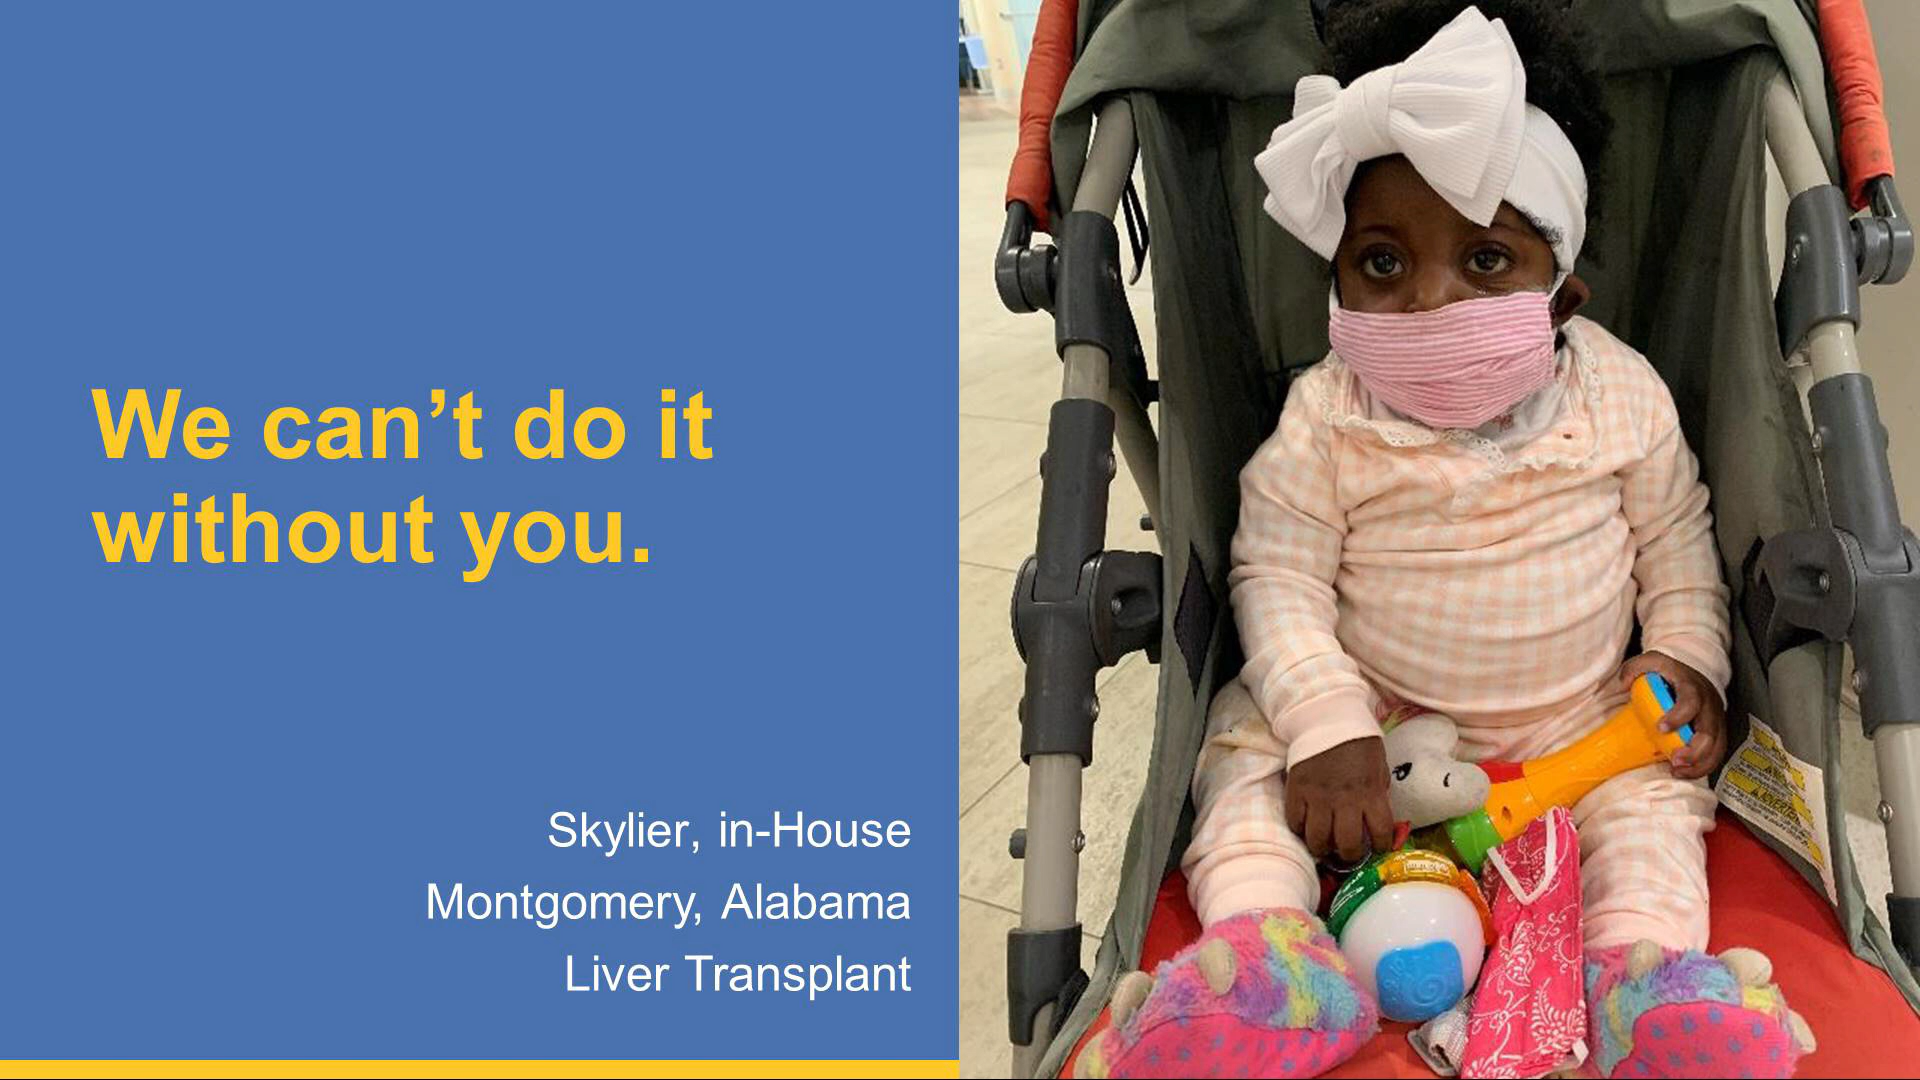 We can’t do it
without you.
Skylier, in-House
Montgomery, Alabama
Liver Transplant